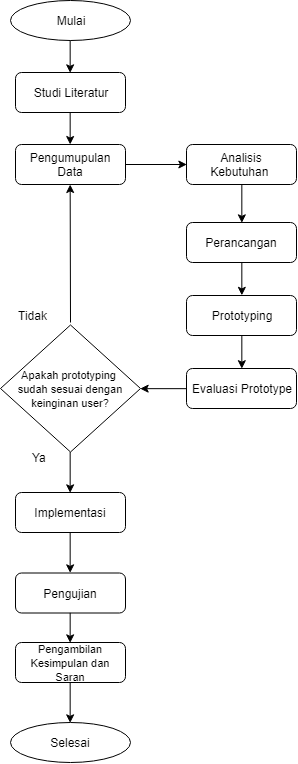 Mulai
Studi Literatur
Pengumupulan
Data
Analisis
Kebutuhan
Perancangan
Prototyping
Evaluasi Prototype
Tidak
Apakah prototyping
sudah sesuai dengan
keinginan user?
Ya
Implementasi
Pengujian
Pengambilan
Kesimpulan dan
Saran
Selesai